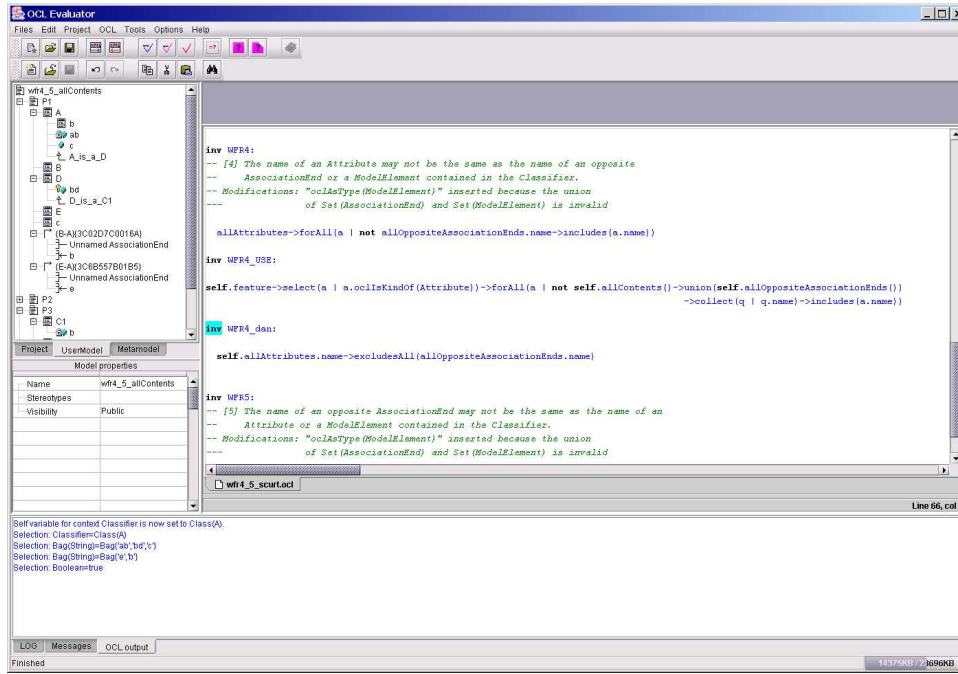 OCL Evaluator
Files Edit Project OCL Tools Options Help
wfr4_5_allContents
P1
A
b
ab
c
A_is_a_D
B
D
bd
D_is_a_C1
E
c
{B-A}{3C02D7C0016A}
Unnamed AssociationEnd
b
{E-A}{3C6B557B01B5}
Unnamed AssociationEnd
e
P2
P3
C1
b
Project UserModel Metamodel
Model properties
Name wfr4_5_allContents
Stereotypes
Visibility Public
inv WFR4:
-- [4] The name of an Attribute may not be the same as the name of an opposite
-- AssociationEnd or a ModelElement contained in the Classifier.
-- Modifications: "oclAsType(ModelElement)" inserted because the union
--- of Set(AssociationEnd) and Set(ModelElement) is invalid
allAttributes->forAll(a | not allOppositeAssociationEnds.name->includes(a.name))
inv WFR4_USE:
self.feature->select(a | a.oclIsKindOf(Attribute))->forAll(a | not self.allContents()->union(self.allOppositeAssociationEnds())
->collect(q | q.name)->includes(a.name))
inv WFR4_dan:
self.allAttributes.name->excludesAll(allOppositeAssociationEnds.name)
inv WFR5:
-- [5] The name of an opposite AssociationEnd may not be the same as the name of an
-- Attribute or a ModelElement contained in the Classifier.
-- Modifications: "oclAsType(ModelElement)" inserted because the union
--- of Set(AssociationEnd) and Set(ModelElement) is invalid
wfr4_5_scurt.ocl
Line 66, col
Self variable for context Classifier is now set to Class(A).
Selection: Classifier=Class(A)
Selection: Bag(String)=Bag('ab','bd','c')
Selection: Bag(String)=Bag('e','b')
Selection: Boolean=true
LOG Messages OCL output
Finished
14375KB / 2 3696KB